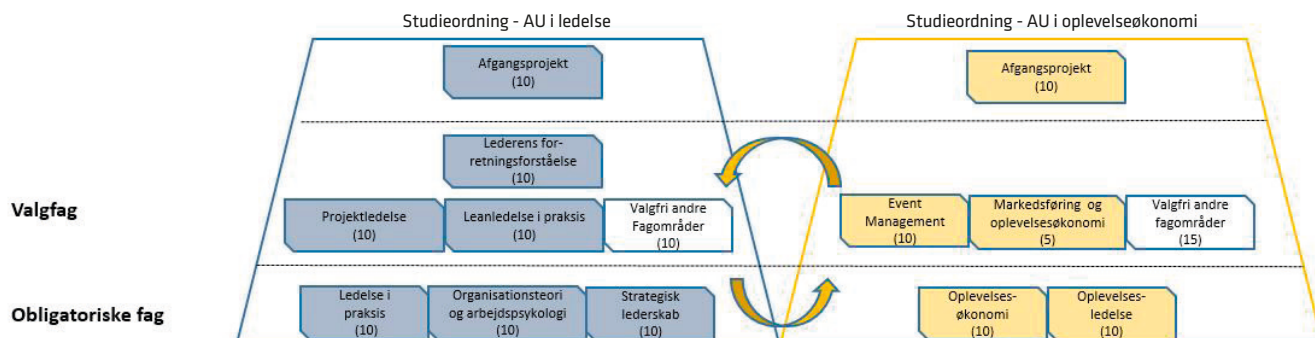 Studieordning - AU i ledelse
Afgangsprojekt
(10)
Lederens for-
retningsforståelse
(10)
Valgfag
Projektledelse
(10)
Leanledelse i praksis
(10)
Valgfri andre
Fagområder
(10)
Obligatoriske fag
Ledelse i
praksis
(10)
Organisationsteori
og arbejdspsykologi
(10)
Strategisk
lederskab
(10)
Studieordning - AU i oplevelseøkonomi
Afgangsprojekt
(10)
Event
Management
(10)
Markedsføring og
oplevelsesøkonomi
(5)
Valgfri andre
fagområder
(15)
Oplevelses-
økonomi
(10)
Oplevelses-
ledelse
(10)